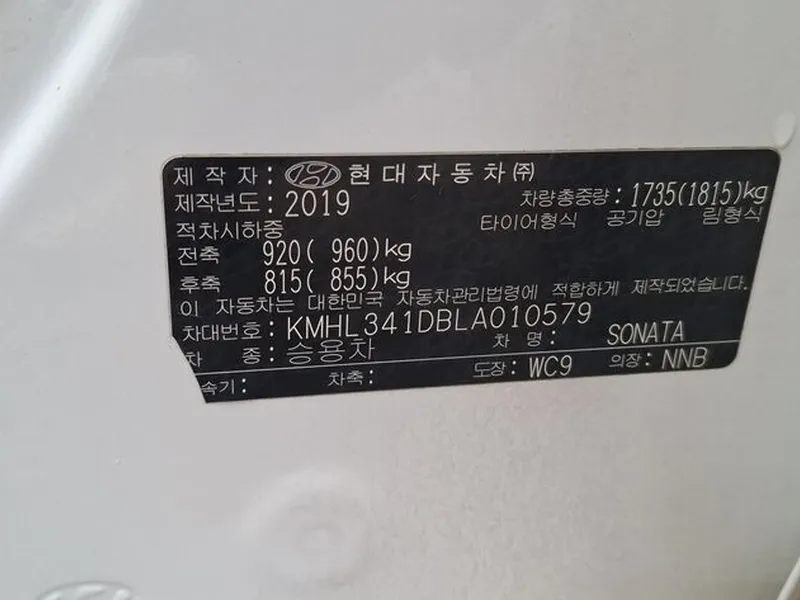 제 작 자 : 현대자동차㈜
제작년도 : 2019 차량총중량 : 1735(1815)kg
적차시하중 타이어형식 공기압 림형식
전축 920( 960)kg
후축 815( 855)kg
이 자동차는 대한민국 자동차관리법령에 적합하게 제작되었습니다.
차대번호 : KMHL341DBLA010579
차 종 : 승용차 차 명 : SONATA
속기 : 차축 : 도장 : WC9 의장 : NNB